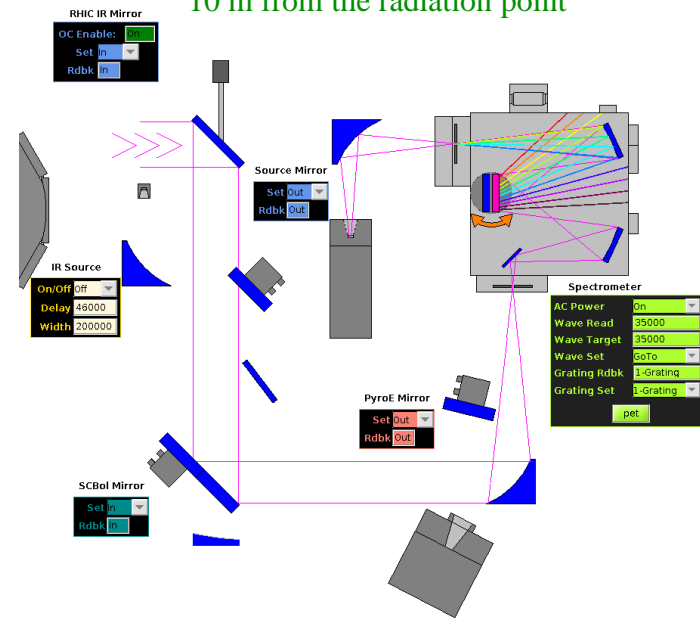 10 m from the radiation point
RHIC IR Mirror
OC Enable: On
Set In
Rdbk In
Source Mirror
Set Out
Rdbk Out
IR Source
On/Off Off
Delay 46000
Width 200000
Spectrometer
AC Power On
Wave Read 35000
Wave Target 35000
Wave Set GoTo
Grating Rdbk 1-Grating
Grating Set 1-Grating
pet
PyroE Mirror
Set Out
Rdbk Out
SCBol Mirror
Set In
Rdbk In